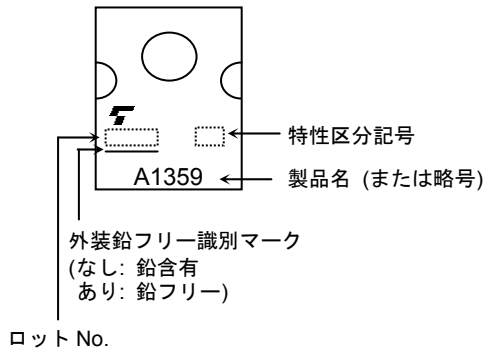 特性区分記号
A1359
製品名 (または略号)
外装鉛フリー識別マーク
(なし: 鉛含有
あり: 鉛フリー)
ロット No.